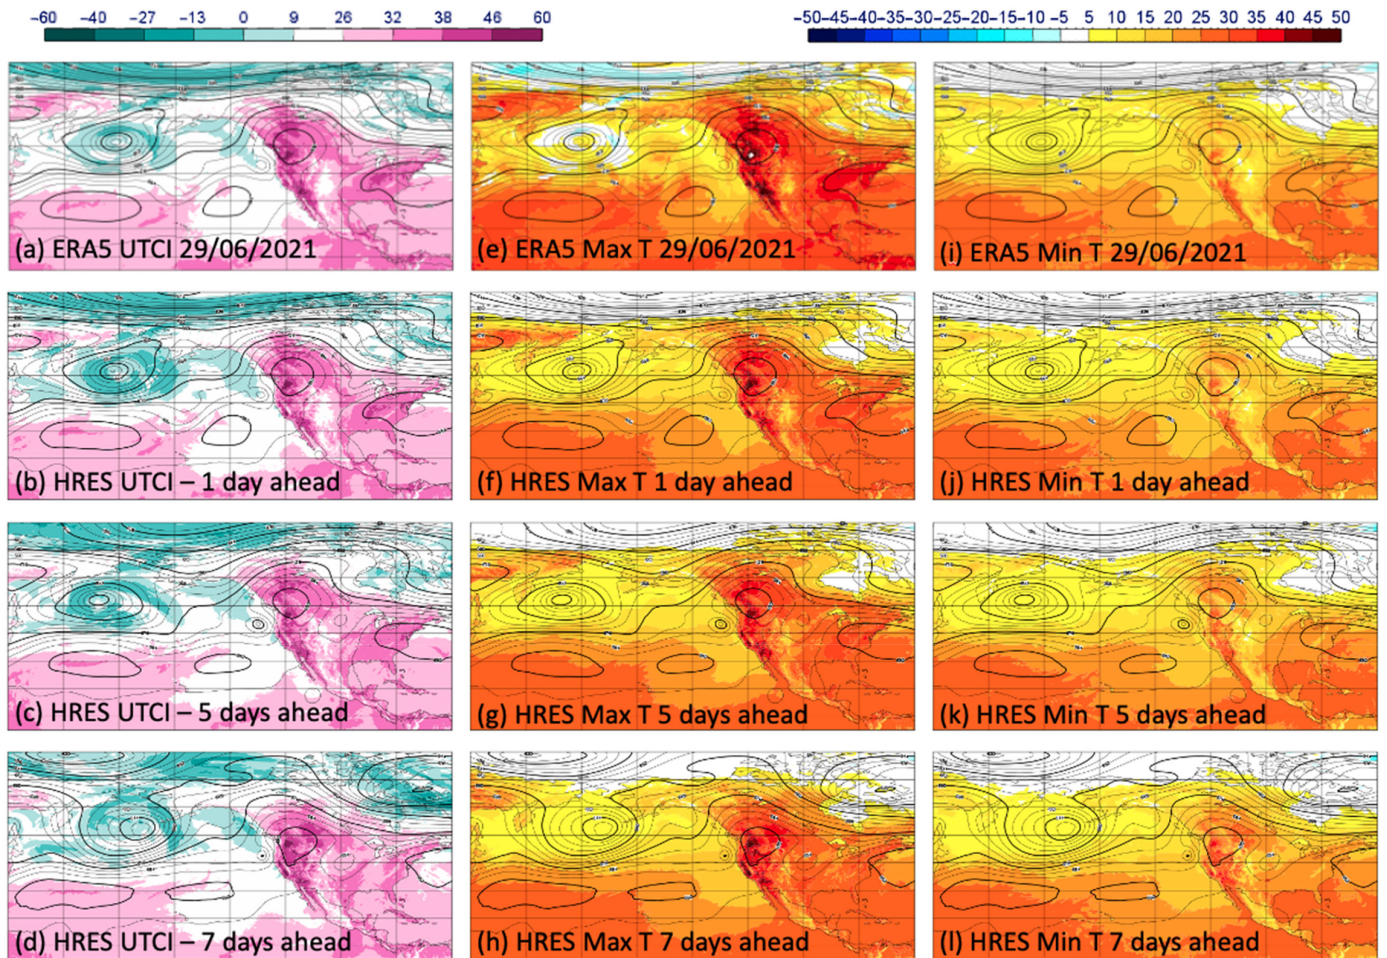 −60 −40 −27 −13 0 9 26 32 38 46 60
−50−45−40−35−30−25−20−15−10 −5 5 10 15 20 25 30 35 40 45 50
(a) ERA5 UTCI 29/06/2021
(e) ERA5 Max T 29/06/2021
(i) ERA5 Min T 29/06/2021
(b) HRES UTCI – 1 day ahead
(f) HRES Max T 1 day ahead
(j) HRES Min T 1 day ahead
(c) HRES UTCI – 5 days ahead
(g) HRES Max T 5 days ahead
(k) HRES Min T 5 days ahead
(d) HRES UTCI – 7 days ahead
(h) HRES Max T 7 days ahead
(l) HRES Min T 7 days ahead